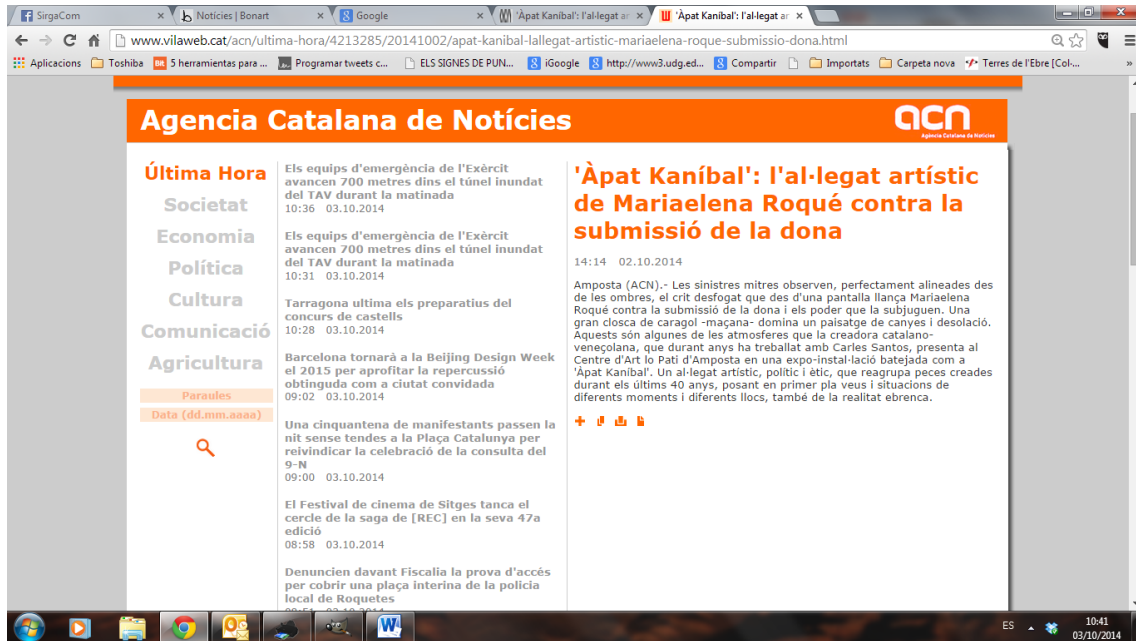 SirgaCom
Notícies | Bonart
Google
'Àpat Kaníbal': l'al·legat ar
'Àpat Kaníbal': l'al·legat ar
www.vilaweb.cat/acn/ultima-hora/4213285/20141002/apat-kanibal-lallegat-artistic-mariaelena-roque-submissio-dona.html
Aplicacions
Toshiba
5 herramientas para ...
Programar tweets c...
ELS SIGNES DE PUN...
iGoogle
http://www3.udg.ed...
Compartir
Importats
Carpeta nova
Terres de l'Ebre [Col·...
»
Agencia Catalana de Notícies
acn
Agència Catalana de Notícies
Última Hora
Societat
Economia
Política
Cultura
Comunicació
Agricultura
Paraules
Data (dd.mm.aaaa)
Els equips d'emergència de l'Exèrcit
avancen 700 metres dins el túnel inundat
del TAV durant la matinada
10:36 03.10.2014
Els equips d'emergència de l'Exèrcit
avancen 700 metres dins el túnel inundat
del TAV durant la matinada
10:31 03.10.2014
Tarragona ultima els preparatius del
concurs de castells
10:28 03.10.2014
Barcelona tornarà a la Beijing Design Week
el 2015 per aprofitar la repercussió
obtinguda com a ciutat convidada
09:02 03.10.2014
Una cinquantena de manifestants passen la
nit sense tendes a la Plaça Catalunya per
reivindicar la celebració de la consulta del
9-N
09:00 03.10.2014
El Festival de cinema de Sitges tanca el
cercle de la saga de [REC] en la seva 47a
edició
08:58 03.10.2014
Denuncien davant Fiscalia la prova d'accés
per cobrir una plaça interina de la policia
local de Roquetes
08:51 03.10.2014
'Àpat Kaníbal': l'al·legat artístic
de Mariaelena Roqué contra la
submissió de la dona
14:14 02.10.2014
Amposta (ACN).- Les sinistres mitres observen, perfectament alineades des
de les ombres, el crit desfogat que des d'una pantalla llança Mariaelena
Roqué contra la submissió de la dona i els poder que la subjuguen. Una
gran closca de caragol -maçana- domina un paisatge de canyes i desolació.
Aquests són algunes de les atmosferes que la creadora catalano-
veneçolana, que durant anys ha treballat amb Carles Santos, presenta al
Centre d'Art lo Pati d'Amposta en una expo-instal·lació batejada com a
'Àpat Kaníbal'. Un al·legat artístic, polític i ètic, que reagrupa peces creades
durant els últims 40 anys, posant en primer pla veus i situacions de
diferents moments i diferents llocs, també de la realitat ebrenca.
ES
10:41
03/10/2014